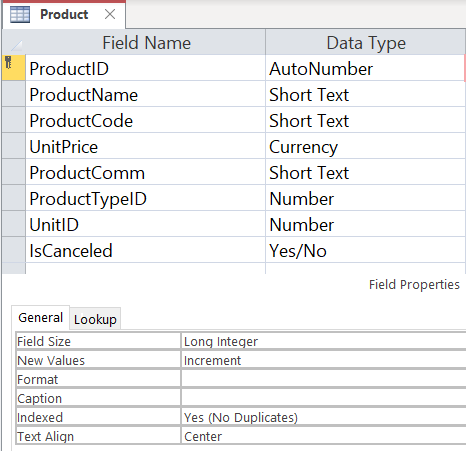 Product
Field Name Data Type
ProductID AutoNumber
ProductName Short Text
ProductCode Short Text
UnitPrice Currency
ProductComm Short Text
ProductTypeID Number
UnitID Number
IsCanceled Yes/No
Field Properties
General Lookup
Field Size Long Integer
New Values Increment
Format
Caption
Indexed Yes (No Duplicates)
Text Align Center